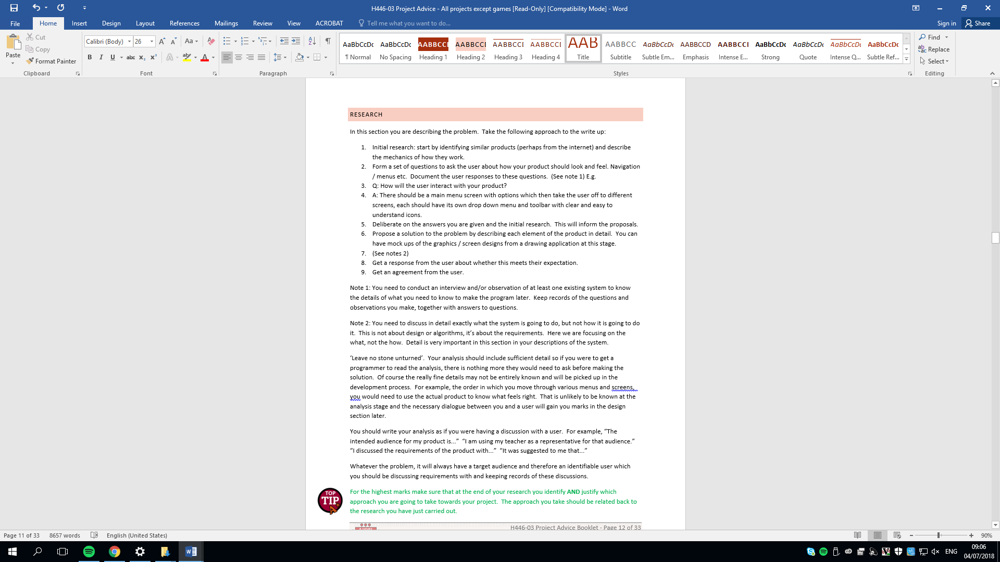 H446-03 Project Advice - All projects except games [Read-Only] [Compatibility Mode] - Word
File Home Insert Design Layout References Mailings Review View ACROBAT Tell me what you want to do... Sign in Share
Paste Cut Copy Format Painter
Clipboard
Calibri (Body) 26
Font
Paragraph
AaBbCcDc AaBbCcDc AABBCCI AABBCCD AABBCCI AABBCCI AAB AABBCC AaBbCcDc AABBCCD AABBCCI AaBbCcDc AaBbCcDc AaBbCcDc AaBbCcDc
¶ Normal No Spacing Heading 1 Heading 2 Heading 3 Heading 4 Title Subtitle Subtle Em... Emphasis Intense E... Strong Quote Intense Q... Subtle Ref...
Styles
Find
Replace
Select
Editing
RESEARCH
In this section you are describing the problem. Take the following approach to the write up:
1. Initial research: start by identifying similar products (perhaps from the internet) and describe
the mechanics of how they work.
2. Form a set of questions to ask the user about how your product should look and feel. Navigation
/ menus etc. Document the user responses to these questions. (See note 1) E.g.
3. Q: How will the user interact with your product?
4. A: There should be a main menu screen with options which then take the user off to different
screens, each should have its own drop down menu and toolbar with clear and easy to
understand icons.
5. Deliberate on the answers you are given and the initial research. This will inform the proposals.
6. Propose a solution to the problem by describing each element of the product in detail. You can
have mock ups of the graphics / screen designs from a drawing application at this stage.
7. (See notes 2)
8. Get a response from the user about whether this meets their expectation.
9. Get an agreement from the user.
Note 1: You need to conduct an interview and/or observation of at least one existing system to know
the details of what you need to know to make the program later. Keep records of the questions and
observations you make, together with answers to questions.
Note 2: You need to discuss in detail exactly what the system is going to do, but not how it is going to do
it. This is not about design or algorithms, it's about the requirements. Here we are focusing on the
what, not the how. Detail is very important in this section in your descriptions of the system.
‘Leave no stone unturned’. Your analysis should include sufficient detail so if you were to get a
programmer to read the analysis, there is nothing more they would need to ask before making the
solution. Of course the really fine details may not be entirely known and will be picked up in the
development process. For example, the order in which you move through various menus and screens,
you would need to use the actual product to know what feels right. That is unlikely to be known at the
analysis stage and the necessary dialogue between you and a user will gain you marks in the design
section later.
You should write your analysis as if you were having a discussion with a user. For example, “The
intended audience for my product is...” “I am using my teacher as a representative for that audience.”
“I discussed the requirements of the product with...” “It was suggested to me that...”
Whatever the problem, it will always have a target audience and therefore an identifiable user which
you should be discussing requirements with and keeping records of these discussions.
TOP
TIP
For the highest marks make sure that at the end of your research you identify AND justify which
approach you are going to take towards your project. The approach you take should be related back to
the research you have just carried out.
H446-03 Project Advice Booklet - Page 12 of 33
Page 11 of 33 8657 words English (United States) 90%
ENG
09:06
04/07/2018